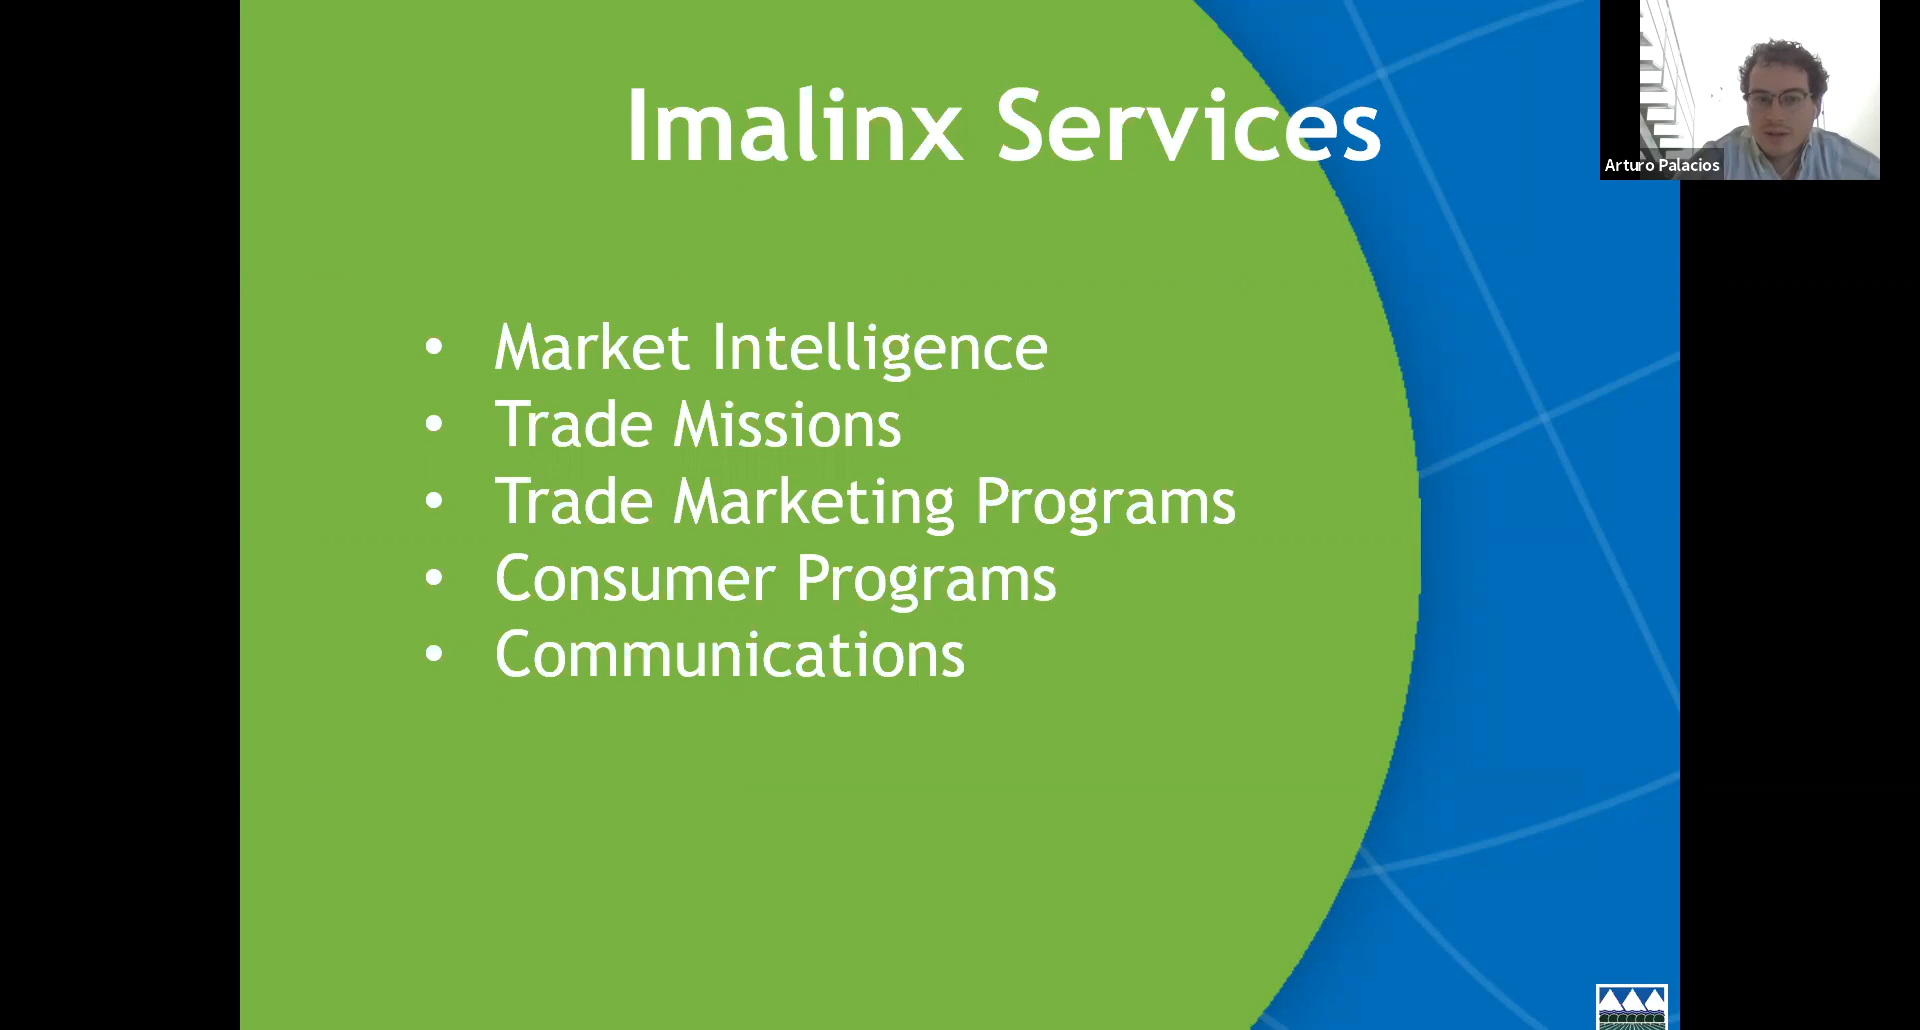 Imalinx Services
Arturo Palacios
• Market Intelligence
• Trade Missions
• Trade Marketing Programs
• Consumer Programs
• Communications